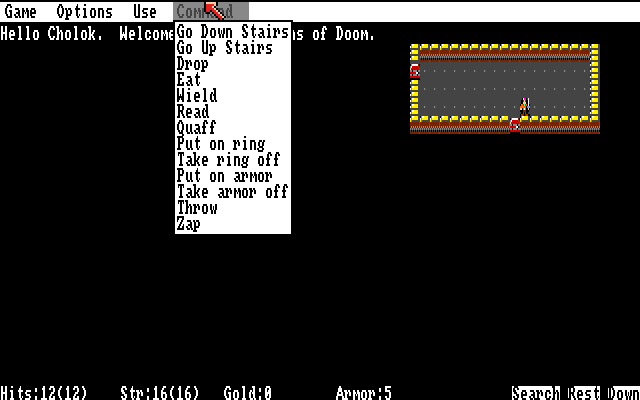 Game Options Use Command
Hello Cholok. Welcome ns of Doom.
Go Down Stairs
Go Up Stairs
Drop
Eat
Wield
Read
Quaff
Put on ring
Take ring off
Put on armor
Take armor off
Throw
Zap
Hits:12(12) Str:16(16) Gold:0 Armor:5 Search Rest Down